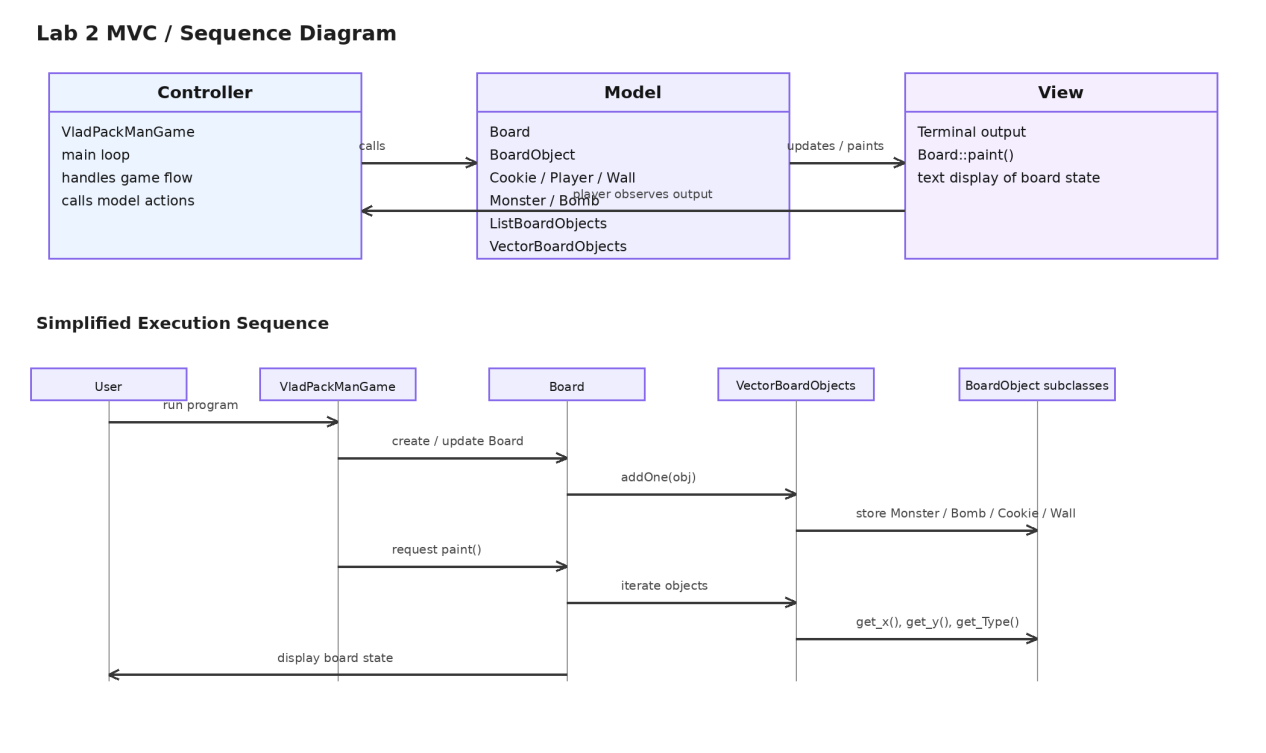 Lab 2 MVC / Sequence Diagram
Controller
VladPackManGame
main loop
handles game flow
calls model actions
calls
Model
Board
BoardObject
Cookie / Player / Wall
Monster / Bomb
ListBoardObjects
VectorBoardObjects
updates / paints
player observes output
View
Terminal output
Board::paint()
text display of board state
Simplified Execution Sequence
User
VladPackManGame
Board
VectorBoardObjects
BoardObject subclasses
run program
create / update Board
addOne(obj)
store Monster / Bomb / Cookie / Wall
request paint()
iterate objects
get_x(), get_y(), get_Type()
display board state